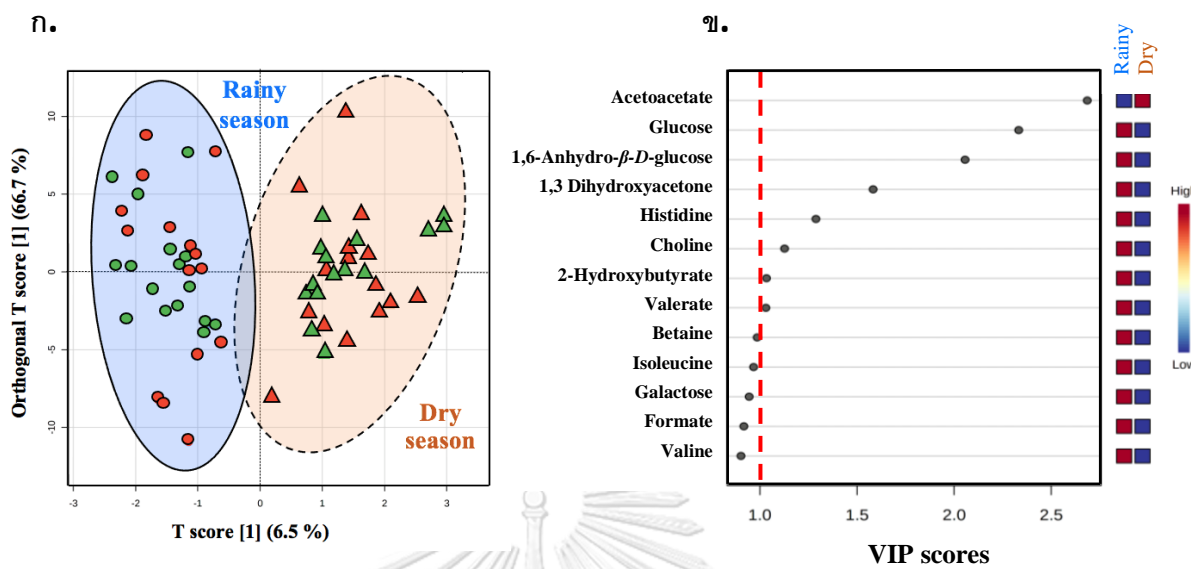 ก.
ข.
Rainy
season
Dry
season
10
5
0
-5
-10
-3
-2
-1
0
1
2
3
Orthogonal T score [1] (66.7 %)
T score [1] (6.5 %)
Rainy
Dry
Acetoacetate
Glucose
1,6-Anhydro-β-D-glucose
1,3 Dihydroxyacetone
Histidine
Choline
2-Hydroxybutyrate
Valerate
Betaine
Isoleucine
Galactose
Formate
Valine
1.0
1.5
2.0
2.5
VIP scores
High
Low